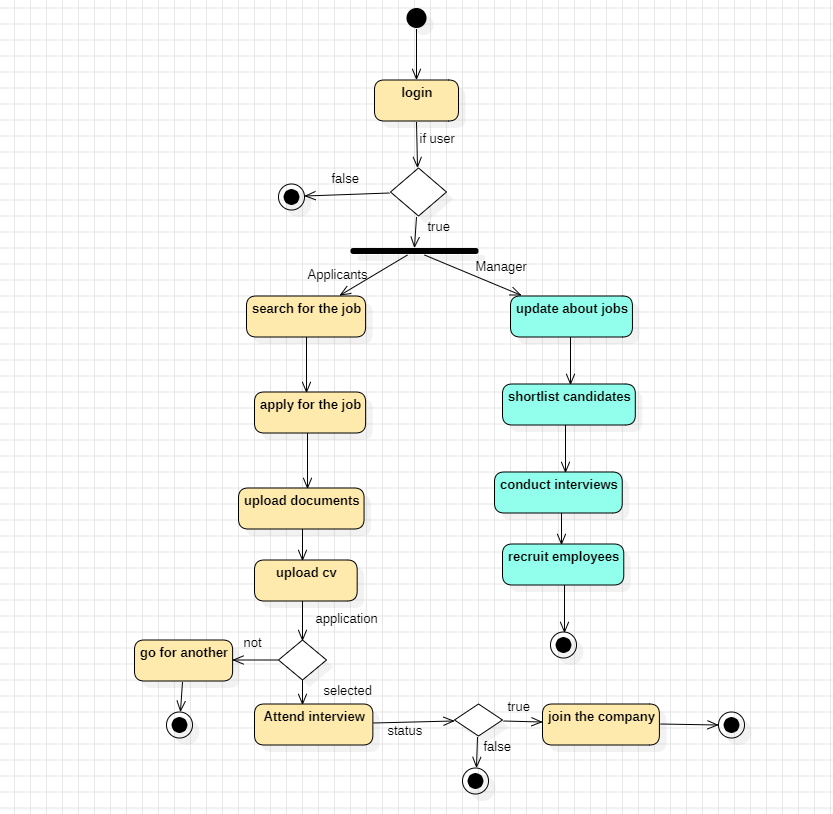 login
if user
false
true
Applicants
Manager
search for the job
update about jobs
apply for the job
shortlist candidates
upload documents
conduct interviews
upload cv
recruit employees
application
not
go for another
selected
Attend interview
status
true
join the company
false